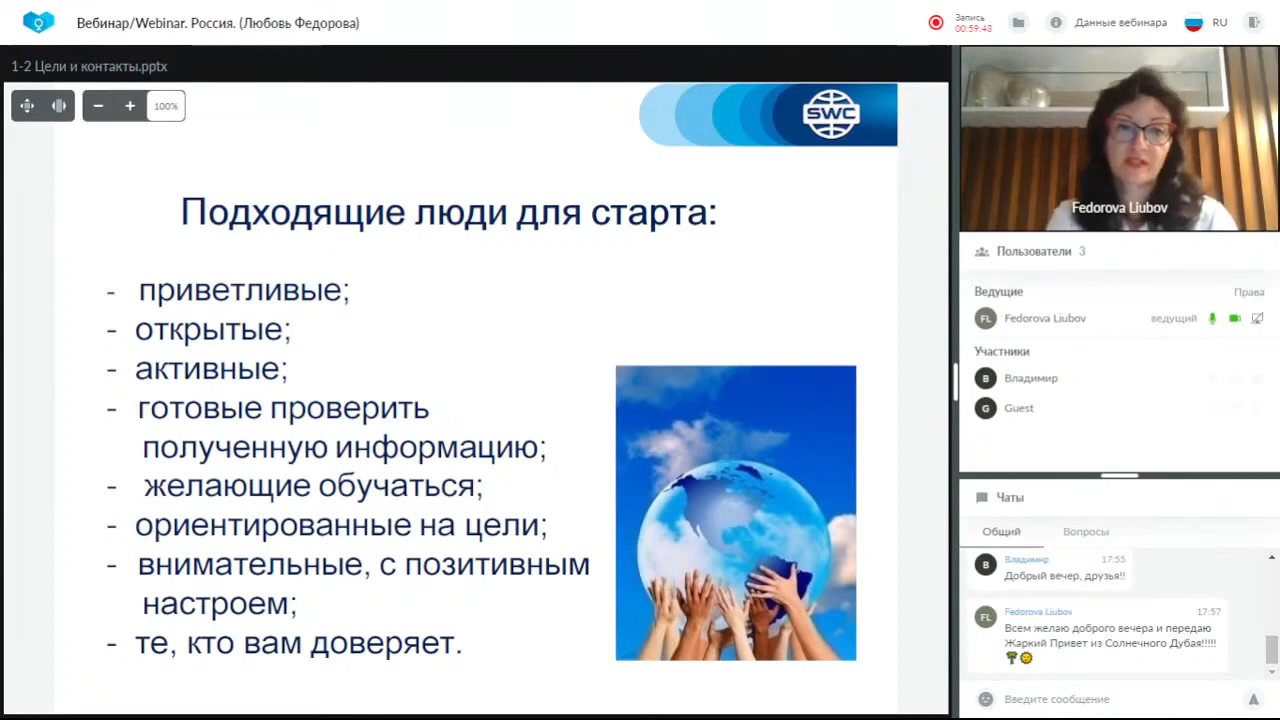 Вебинар/Webinar. Россия. (Любовь Федорова)
Запись
00:59:43
Данные вебинара
RU
1-2 Цели и контакты.pptx
100%
SWC
Подходящие люди для старта:
- приветливые;
- открытые;
- активные;
- готовые проверить
полученную информацию;
- желающие обучаться;
- ориентированные на цели;
- внимательные, с позитивным
настроем;
- те, кто вам доверяет.
Fedorova Liubov
Пользователи 3
Ведущие Права
FL Fedorova Liubov ведущий
Участники
В Владимир
G Guest
Чаты
Общий Вопросы
В Владимир 17:55
Добрый вечер, друзья!!
FL Fedorova Liubov 17:57
Всем желаю доброго вечера и передаю
Жаркий Привет из Солнечного Дубая!!!!!
Введите сообщение